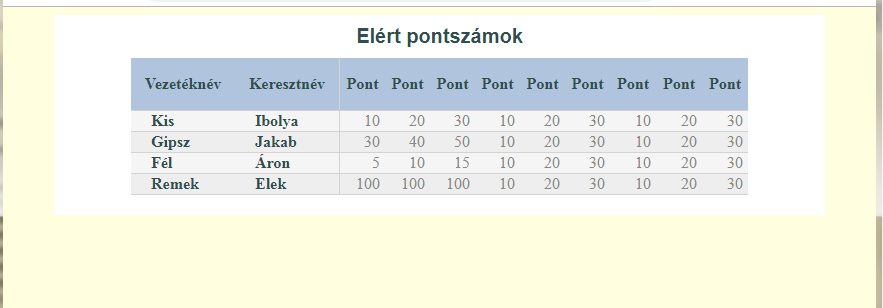 Elért pontszámok
Vezetéknév Keresztnév Pont Pont Pont Pont Pont Pont Pont Pont Pont
Kis Ibolya 10 20 30 10 20 30 10 20 30
Gipsz Jakab 30 40 50 10 20 30 10 20 30
Fél Áron 5 10 15 10 20 30 10 20 30
Remek Elek 100 100 100 10 20 30 10 20 30